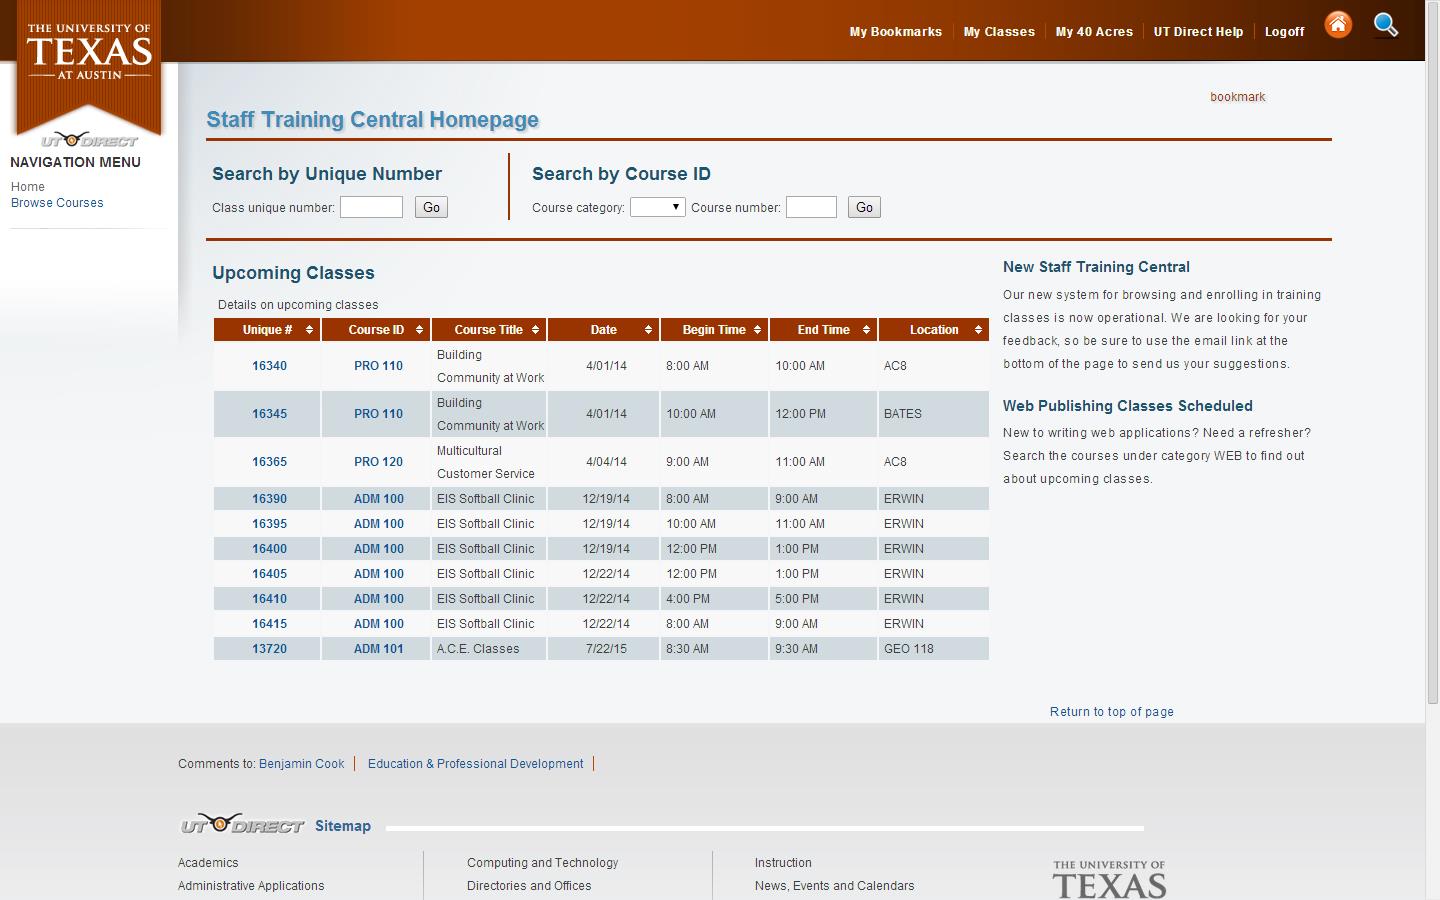 THE UNIVERSITY OF
TEXAS
AT AUSTIN
My Bookmarks My Classes My 40 Acres UT Direct Help Logoff
bookmark
UT DIRECT
NAVIGATION MENU
Home
Browse Courses
Staff Training Central Homepage
Search by Unique Number
Class unique number: Go
Search by Course ID
Course category: Course number: Go
Upcoming Classes
Details on upcoming classes
Unique # Course ID Course Title Date Begin Time End Time Location
16340 PRO 110 Building Community at Work 4/01/14 8:00 AM 10:00 AM AC8
16345 PRO 110 Building Community at Work 4/01/14 10:00 AM 12:00 PM BATES
16365 PRO 120 Multicultural Customer Service 4/04/14 9:00 AM 11:00 AM AC8
16390 ADM 100 EIS Softball Clinic 12/19/14 8:00 AM 9:00 AM ERWIN
16395 ADM 100 EIS Softball Clinic 12/19/14 10:00 AM 11:00 AM ERWIN
16400 ADM 100 EIS Softball Clinic 12/19/14 12:00 PM 1:00 PM ERWIN
16405 ADM 100 EIS Softball Clinic 12/22/14 12:00 PM 1:00 PM ERWIN
16410 ADM 100 EIS Softball Clinic 12/22/14 4:00 PM 5:00 PM ERWIN
16415 ADM 100 EIS Softball Clinic 12/22/14 8:00 AM 9:00 AM ERWIN
13720 ADM 101 A.C.E. Classes 7/22/15 8:30 AM 9:30 AM GEO 118
New Staff Training Central
Our new system for browsing and enrolling in training
classes is now operational. We are looking for your
feedback, so be sure to use the email link at the
bottom of the page to send us your suggestions.
Web Publishing Classes Scheduled
New to writing web applications? Need a refresher?
Search the courses under category WEB to find out
about upcoming classes.
Return to top of page
Comments to: Benjamin Cook Education & Professional Development
UT DIRECT Sitemap
Academics Computing and Technology Instruction
Administrative Applications Directories and Offices News, Events and Calendars
THE UNIVERSITY OF
TEXAS